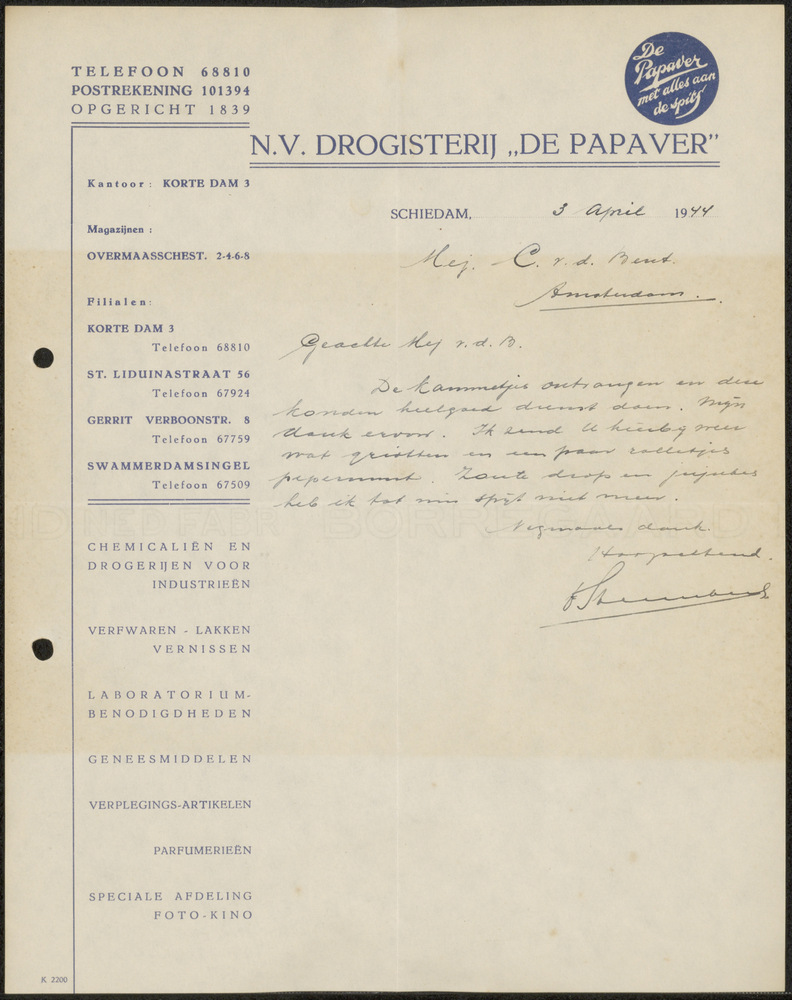 TELEFOON 68810
POSTREKENING 101394
OPGERICHT 1839
De
Papaver
met alles aan
de spits
N.V. DROGISTERIJ „DE PAPAVER”
Kantoor: KORTE DAM 3
Magazijnen:
OVERMAASSCHEST. 2-4-6-8
Filialen:
KORTE DAM 3
Telefoon 68810
ST. LIDUINASTRAAT 56
Telefoon 67924
GERRIT VERBOONSTR. 8
Telefoon 67759
SWAMMERDAMSINGEL
Telefoon 67509
CHEMICALIËN EN
DROGERIJEN VOOR
INDUSTRIEËN
VERFWAREN - LAKKEN
VERNISSEN
LABORATORIUM-
BENODIGDHEDEN
GENEESMIDDELEN
VERPLEGINGS-ARTIKELEN
PARFUMERIEËN
SPECIALE AFDELING
FOTO-KINO
K 2200
SCHIEDAM, 3 April 1944
Mej. C. v. d. Bent.
Amsterdam.
Geachte Mej v. d. B.
De kammetjes ontvangen en deze
konden heelgoed dienst doen. Mijn
dank ervoor. Ik zend U hierbij weer
wat griotten en een paar rolletjes
pepermunt. Zoute drop en jujubes
heb ik tot mijn spijt niet meer.
Nogmaals dank.
Hoogachtend.